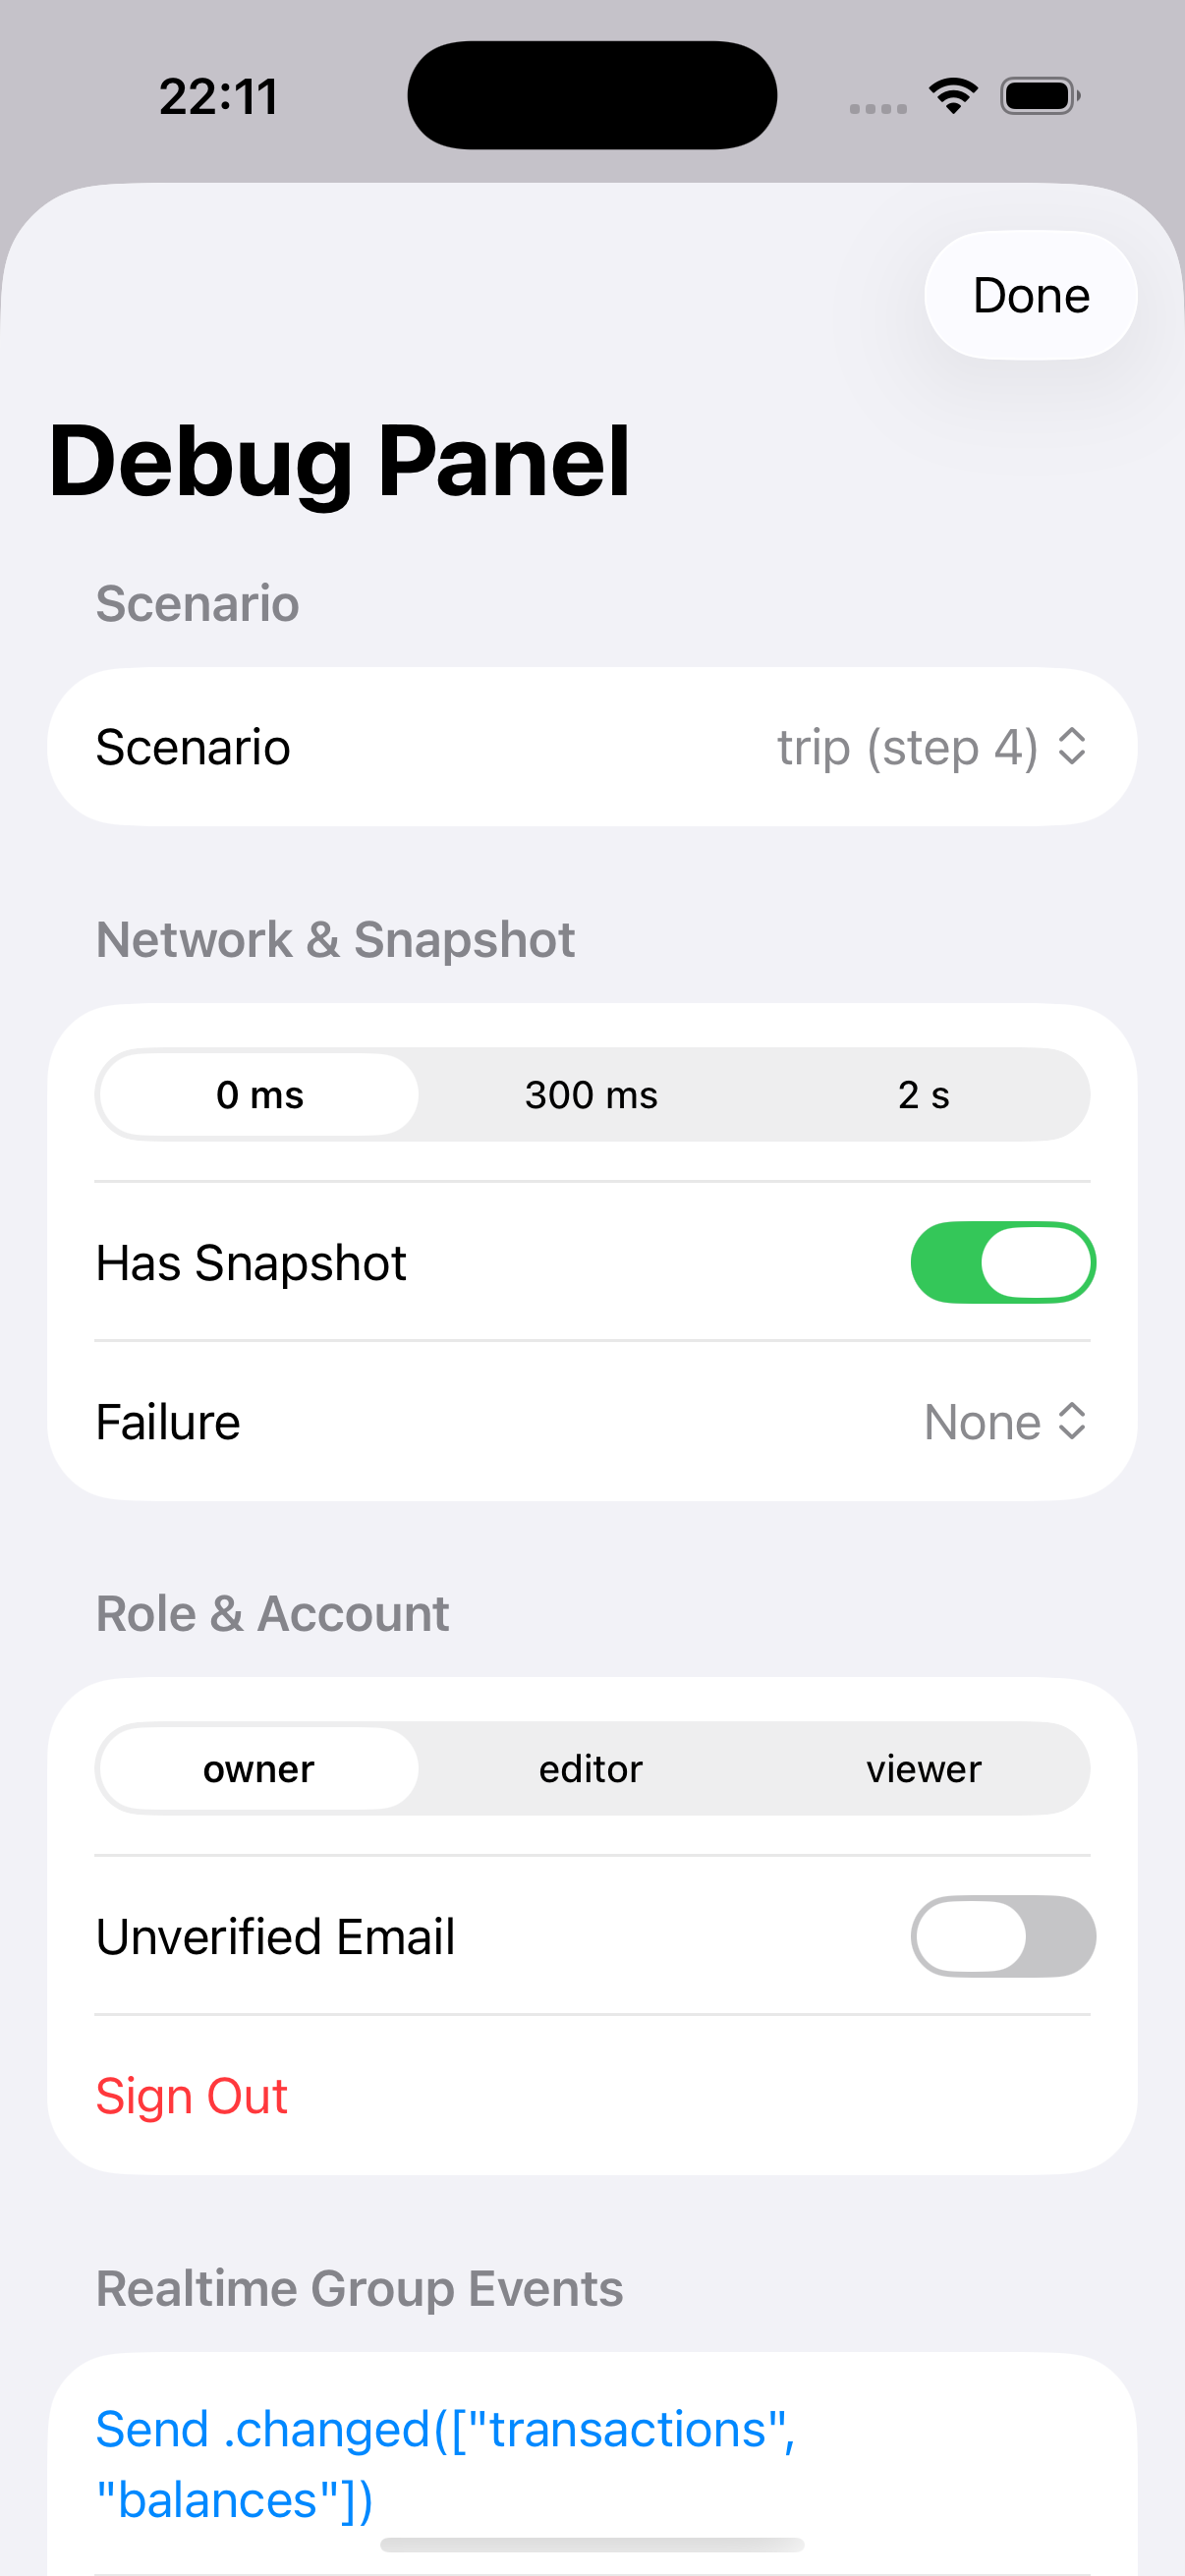 22:11
Done
Debug Panel
Scenario
Scenario trip (step 4)
Network & Snapshot
0 ms 300 ms 2 s
Has Snapshot
Failure None
Role & Account
owner editor viewer
Unverified Email
Sign Out
Realtime Group Events
Send .changed(["transactions",
"balances"])